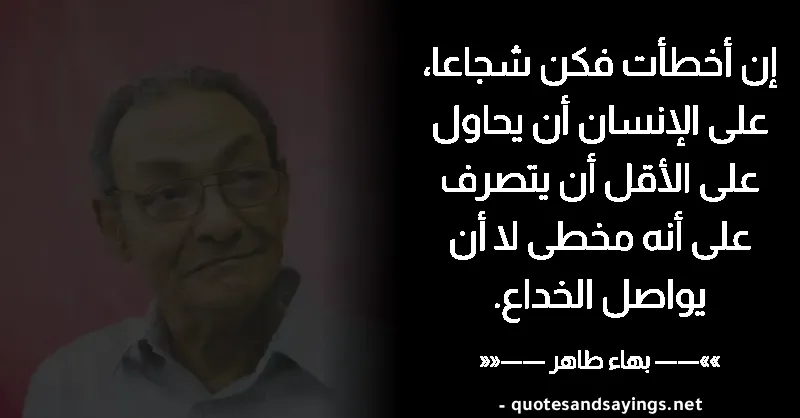 إن أخطأت فكن شجاعا،
على الإنسان أن يحاول
على الأقل أن يتصرف
على أنه مخطى لا أن
يواصل الخداع.
»»—— بهاء طاهر ——««
- quotesandsayings.net